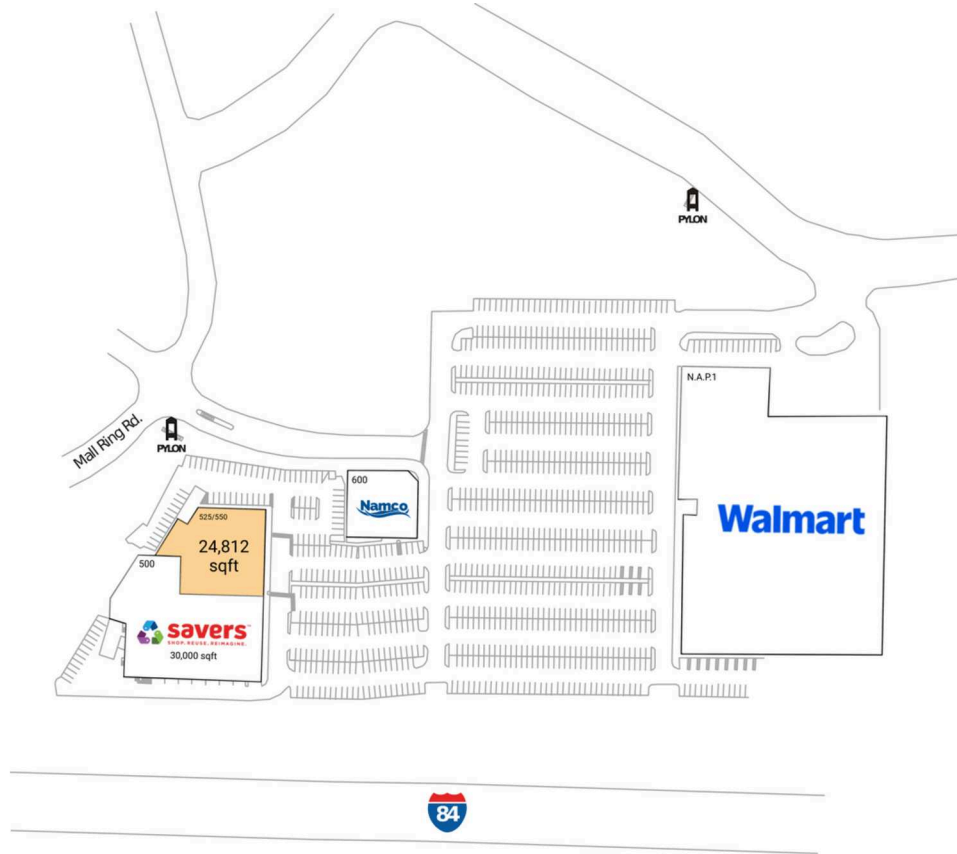 PYLON
N.A.P.1
Walmart
Mall Ring Rd.
PYLON
600
Namco
525/550
24,812
sqft
500
savers™
SHOP. REUSE. REIMAGINE.
30,000 sqft
84